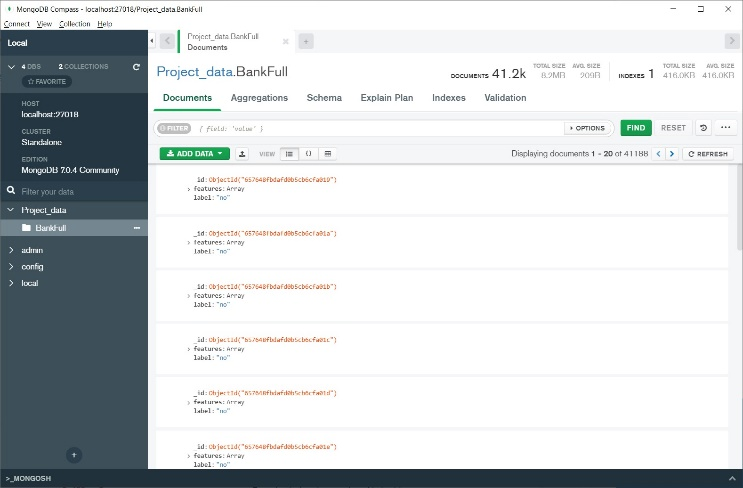 MongoDB Compass - localhost:27018/Project_data.BankFull
Connect View Collection Help
Local
4 DBS 2 COLLECTIONS
FAVORITE
HOST
localhost:27018
CLUSTER
Standalone
EDITION
MongoDB 7.0.4 Community
Filter your data
Project_data
BankFull
admin
config
local
Project_data.BankFull
Documents
Project_data.BankFull
DOCUMENTS 41.2k
TOTAL SIZE AVG. SIZE
8.2MB 209B
INDEXES 1
TOTAL SIZE AVG. SIZE
416.0KB 416.0KB
Documents Aggregations Schema Explain Plan Indexes Validation
FILTER { field: 'value' } OPTIONS FIND RESET
ADD DATA VIEW Displaying documents 1 - 20 of 41188 REFRESH
_id: ObjectId("657648fbdafd0b5cb6cfa019")
features: Array
label: "no"
_id: ObjectId("657648fbdafd0b5cb6cfa01a")
features: Array
label: "no"
_id: ObjectId("657648fbdafd0b5cb6cfa01b")
features: Array
label: "no"
_id: ObjectId("657648fbdafd0b5cb6cfa01c")
features: Array
label: "no"
_id: ObjectId("657648fbdafd0b5cb6cfa01d")
features: Array
label: "no"
_id: ObjectId("657648fbdafd0b5cb6cfa01e")
features: Array
label: "no"
>_MONGOSH